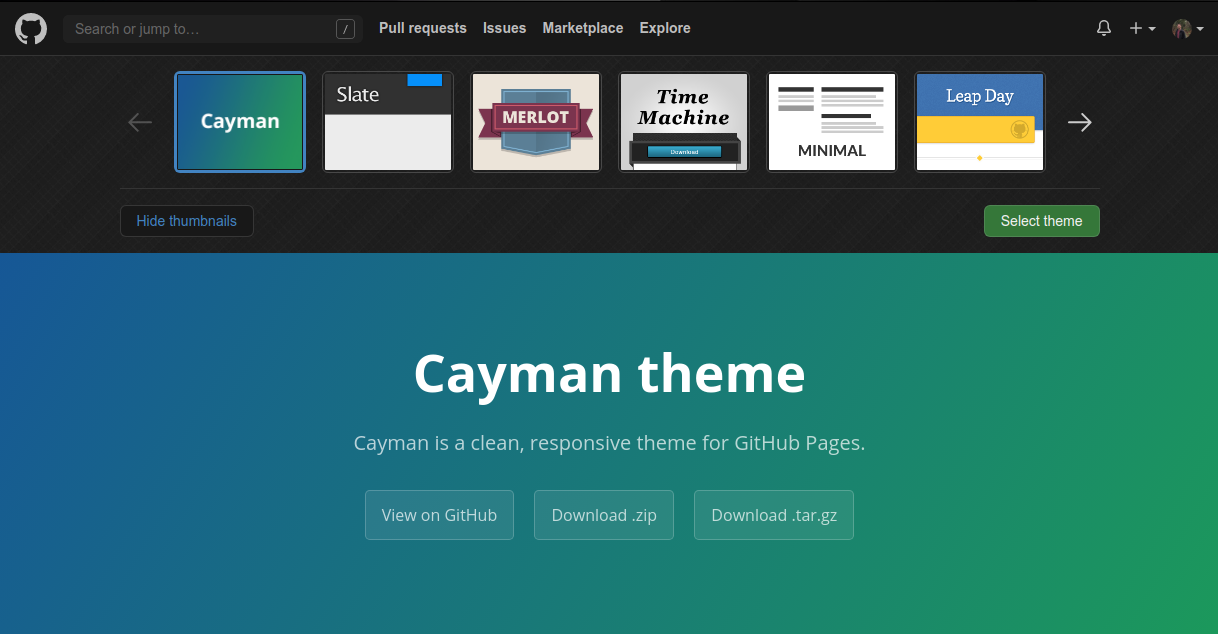 Search or jump to… /
Pull requests Issues Marketplace Explore
Cayman
Slate
MERLOT
Time
Machine
Download
MINIMAL
Leap Day
Hide thumbnails
Select theme
Cayman theme
Cayman is a clean, responsive theme for GitHub Pages.
View on GitHub
Download .zip
Download .tar.gz